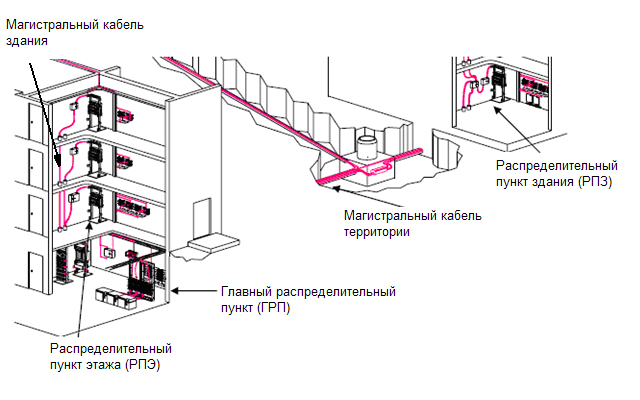 Магистральный кабель
здания
Распределительный
пункт здания (РПЗ)
Магистральный кабель
территории
Главный распределительный
пункт (ГРП)
Распределительный
пункт этажа (РПЭ)